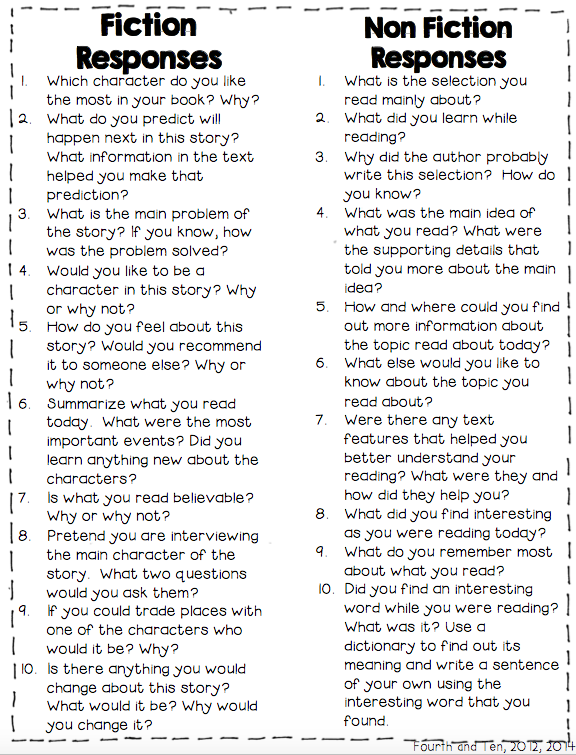 Fiction
Responses
1. Which character do you like
the most in your book? Why?
2. What do you predict will
happen next in this story?
What information in the text
helped you make that
prediction?
3. What is the main problem of
the story? If you know, how
was the problem solved?
4. Would you like to be a
character in this story? Why
or why not?
5. How do you feel about this
story? Would you recommend
it to someone else? Why or
why not?
6. Summarize what you read
today. What were the most
important events? Did you
learn anything new about the
characters?
7. Is what you read believable?
Why or why not?
8. Pretend you are interviewing
the main character of the
story. What two questions
would you ask them?
9. If you could trade places with
one of the characters who
would it be? Why?
10. Is there anything you would
change about this story?
What would it be? Why would
you change it?
Non Fiction
Responses
1. What is the selection you
read mainly about?
2. What did you learn while
reading?
3. Why did the author probably
write this selection? How do
you know?
4. What was the main idea of
what you read? What were
the supporting details that
told you more about the main
idea?
5. How and where could you find
out more information about
the topic read about today?
6. What else would you like to
know about the topic you
read about?
7. Were there any text
features that helped you
better understand your
reading? What were they and
how did they help you?
8. What did you find interesting
as you were reading today?
9. What do you remember most
about what you read?
10. Did you find an interesting
word while you were reading?
What was it? Use a
dictionary to find out its
meaning and write a sentence
of your own using the
interesting word that you
found.
Fourth and Ten, 2012, 2014